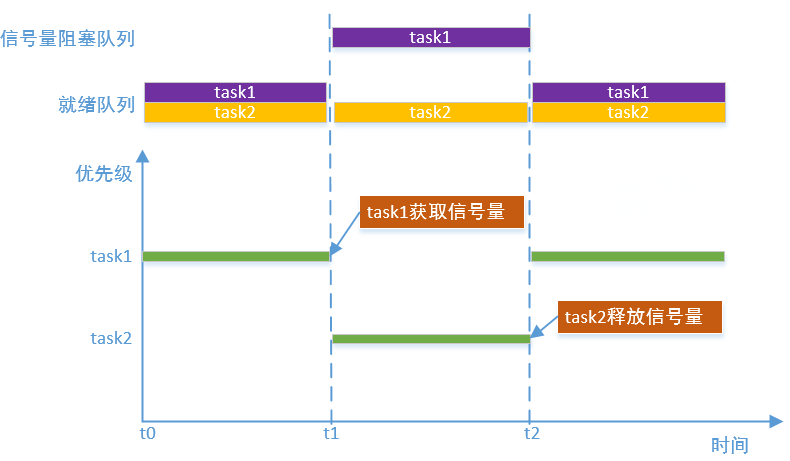 信号量阻塞队列
task1
就绪队列
task1
task2
task2
task1
task2
优先级
task1获取信号量
task1
task2释放信号量
task2
t0
t1
t2
时间